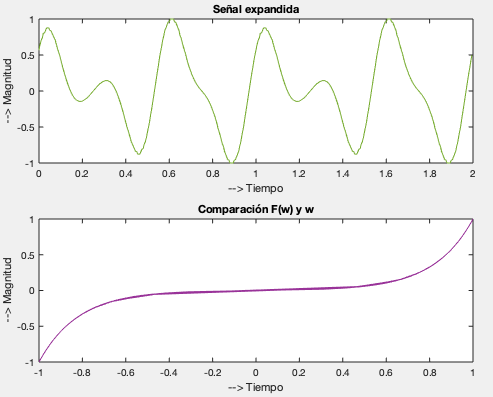 Señal expandida
1
0.5
0
-0.5
-1
--> Magnitud
0 0.2 0.4 0.6 0.8 1 1.2 1.4 1.6 1.8 2
--> Tiempo
Comparación F(w) y w
1
0.5
0
-0.5
-1
--> Magnitud
-1 -0.8 -0.6 -0.4 -0.2 0 0.2 0.4 0.6 0.8 1
--> Tiempo